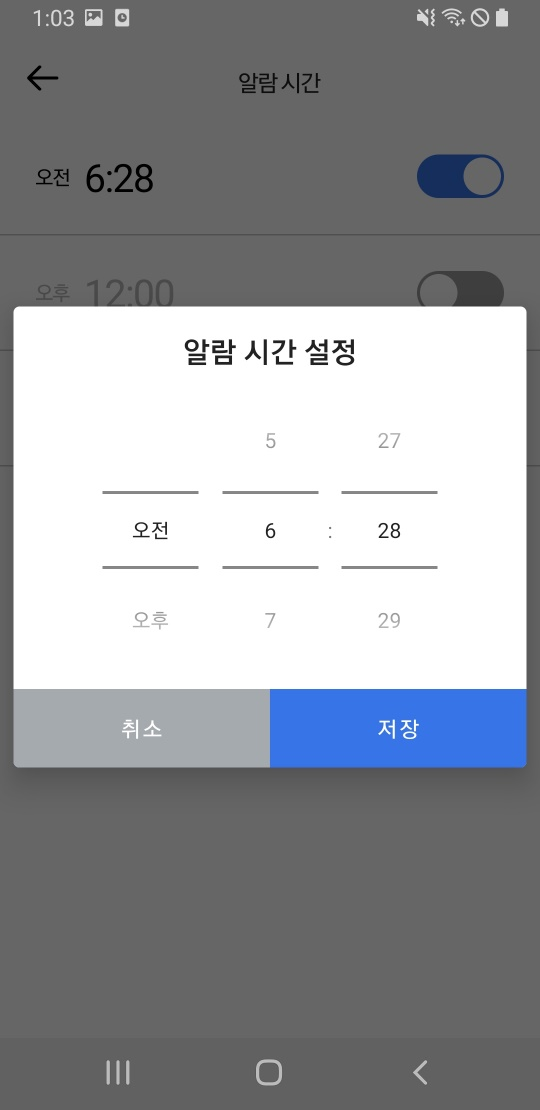 1:03
알람 시간
오전 6:28
오후 12:00
알람 시간 설정
5 27
오전 6 : 28
오후 7 29
취소 저장